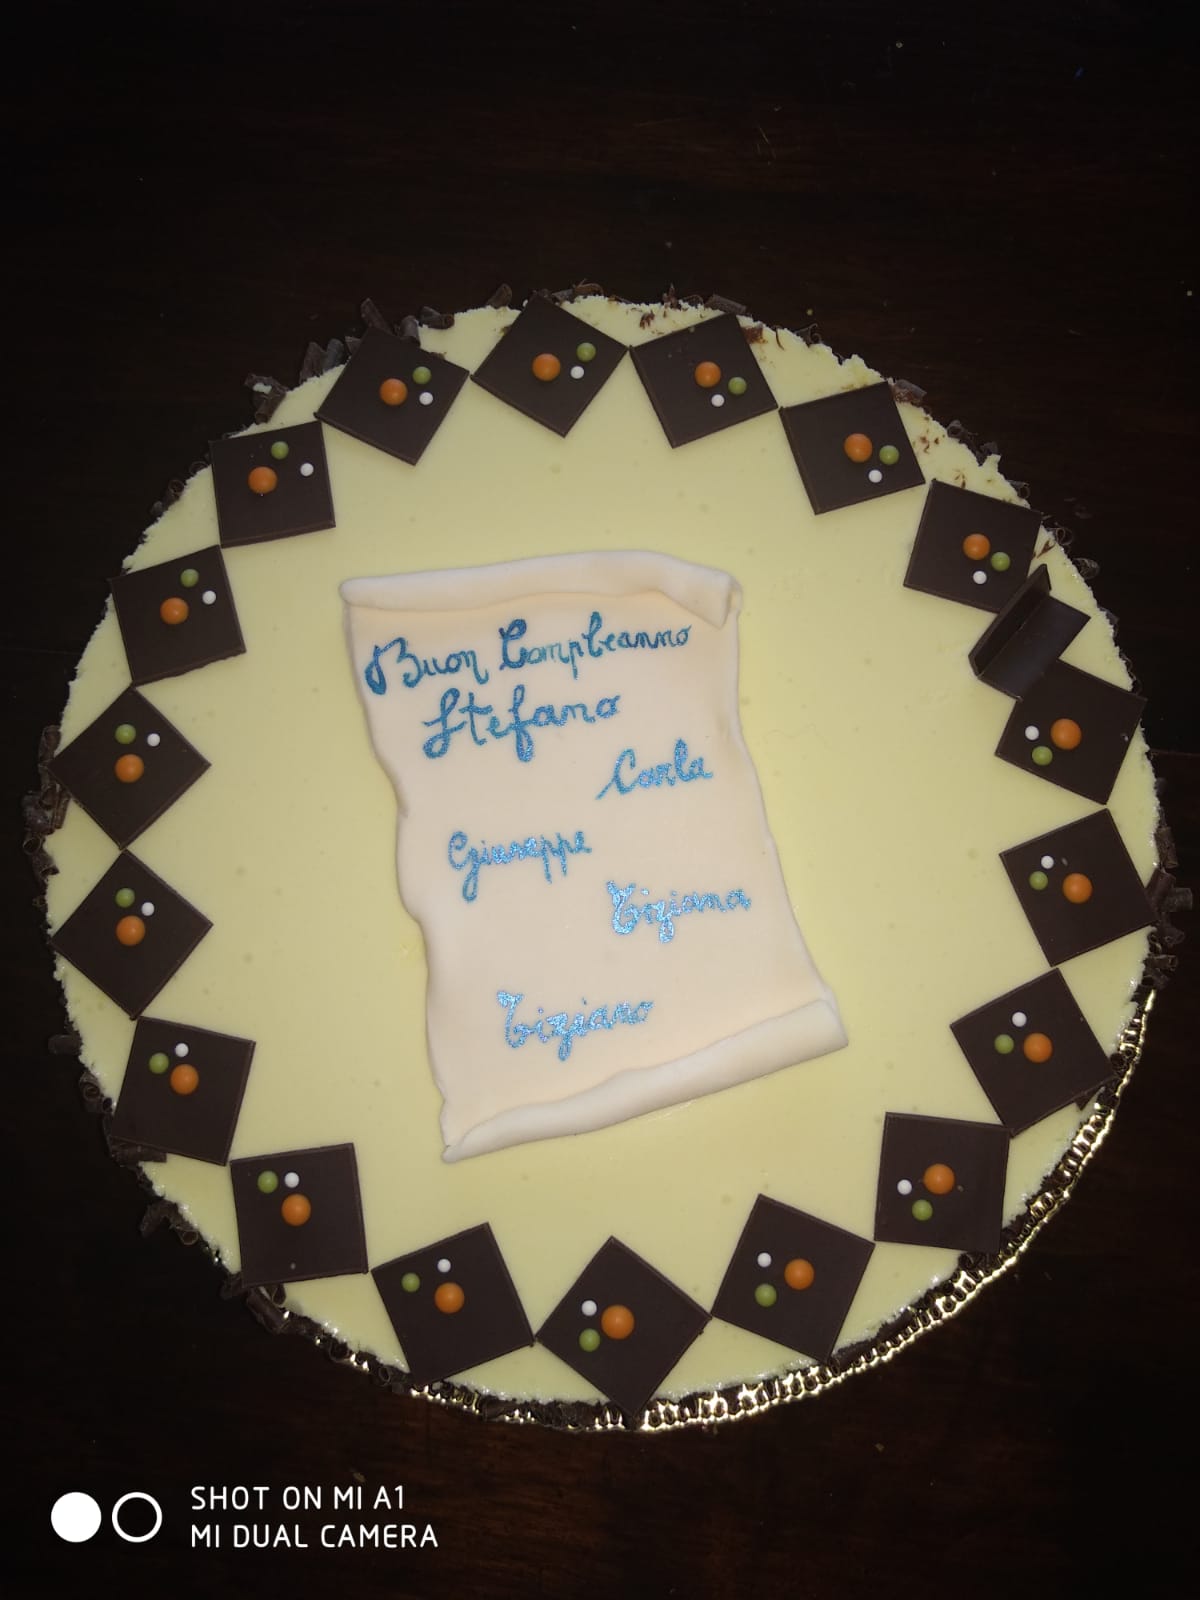 Buon Compleanno
Stefano
Carla
Giuseppe
Tiziana
Tiziano
SHOT ON MI A1
MI DUAL CAMERA